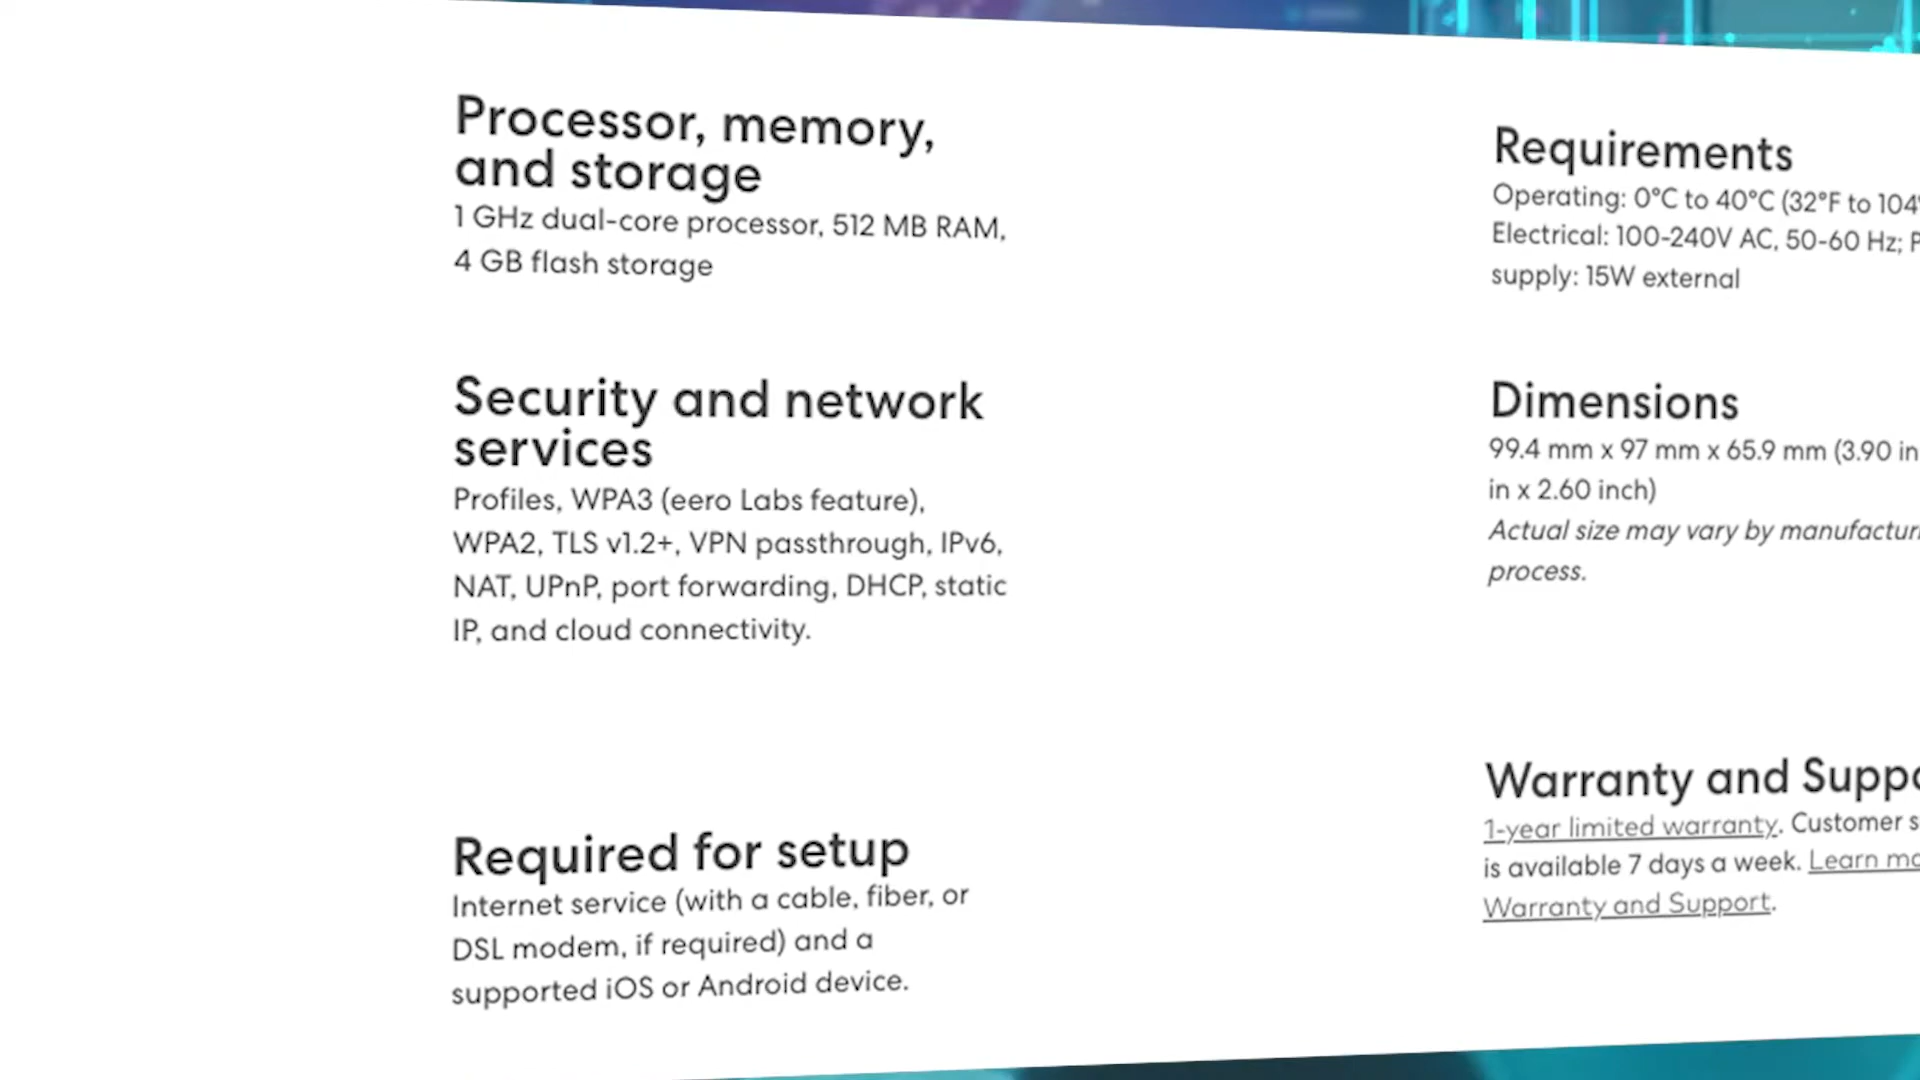 Processor, memory,
and storage
1 GHz dual-core processor, 512 MB RAM,
4 GB flash storage
Security and network
services
Profiles, WPA3 (eero Labs feature),
WPA2, TLS v1.2+, VPN passthrough, IPv6,
NAT, UPnP, port forwarding, DHCP, static
IP, and cloud connectivity.
Required for setup
Internet service (with a cable, fiber, or
DSL modem, if required) and a
supported iOS or Android device.
Requirements
Operating: 0°C to 40°C (32°F to 104°
Electrical: 100-240V AC, 50-60 Hz; P
supply: 15W external
Dimensions
99.4 mm x 97 mm x 65.9 mm (3.90 in
in x 2.60 inch)
Actual size may vary by manufacturi
process.
Warranty and Suppo
1-year limited warranty. Customer s
is available 7 days a week. Learn mo
Warranty and Support.